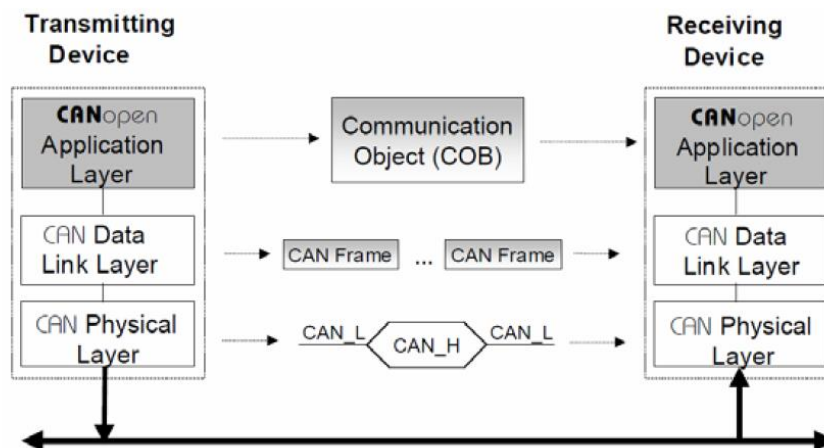 Transmitting
Device
Receiving
Device
CANopen
Application
Layer
Communication
Object (COB)
CANopen
Application
Layer
CAN Data
Link Layer
CAN Frame ... CAN Frame
CAN Data
Link Layer
CAN Physical
Layer
CAN_L CAN_H CAN_L
CAN Physical
Layer